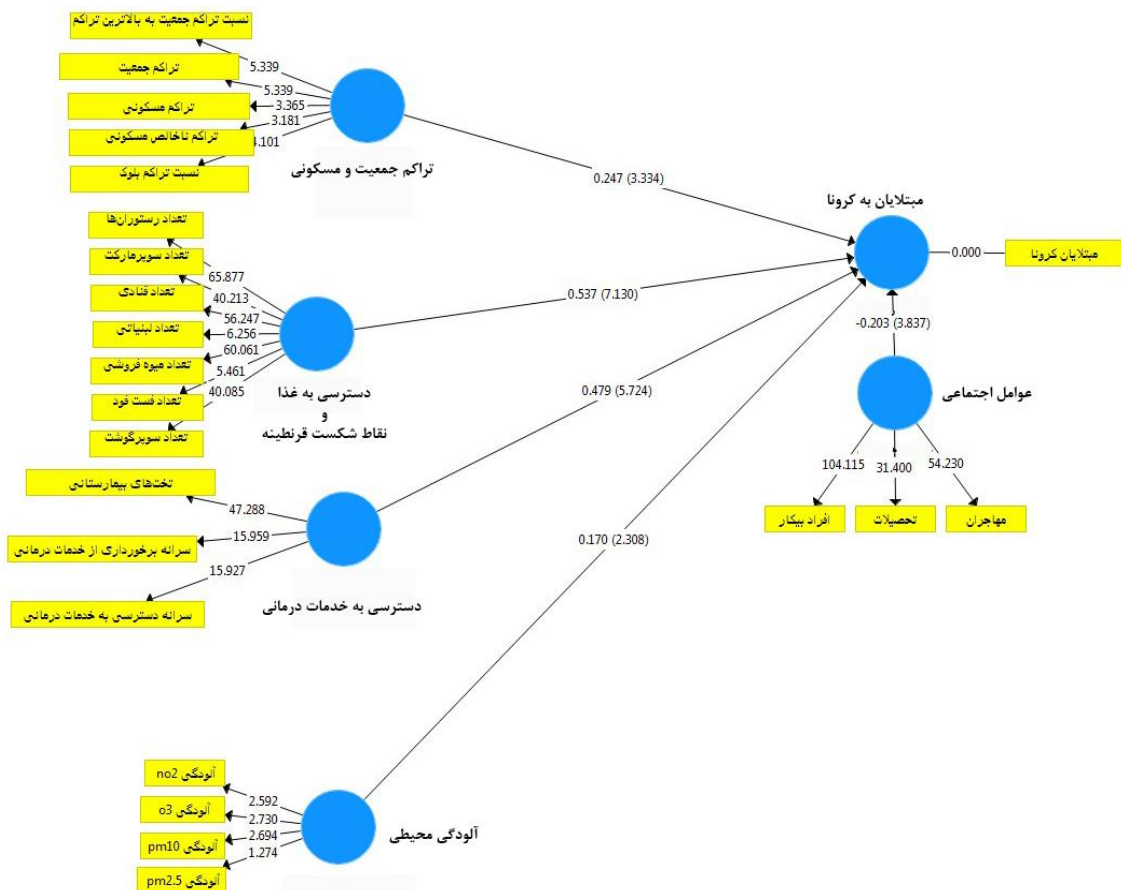 نسبت تراکم جمعیت به بالاترین تراکم
تراکم جمعیت
تراکم مسکونی
تراکم ناخالص مسکونی
نسبت تراکم بلوک
5.339
5.339
3.365
3.181
4.101
تراکم جمعیت و مسکونی
0.247 (3.334)
تعداد رستوران‌ها
تعداد سوپرمارکت
تعداد قنادی
تعداد لبنیاتی
تعداد میوه فروشی
تعداد فست فود
تعداد سوپرگوشت
65.877
40.213
56.247
6.256
60.061
5.461
40.085
دسترسی به غذا
و
نقاط شکست قرنطینه
0.537 (7.130)
مبتلایان به کرونا
0.000
مبتلایان کرونا
-0.203 (3.837)
عوامل اجتماعی
104.115
31.400
54.230
افراد بیکار
تحصیلات
مهاجران
تخت‌های بیمارستانی
سرانه برخورداری از خدمات درمانی
سرانه دسترسی به خدمات درمانی
47.288
15.959
15.927
دسترسی به خدمات درمانی
0.479 (5.724)
0.170 (2.308)
آلودگی no2
آلودگی o3
آلودگی pm10
آلودگی pm2.5
2.592
2.730
2.694
1.274
آلودگی محیطی